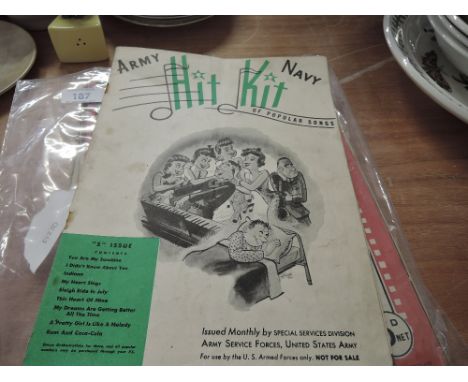 ARMY NAVY
Hit Kit
OF POPULAR SONGS
167
"S" ISSUE
CONTENTS
You Are My Sunshine
I Didn't Know About You
Indiana
My Heart Sings
Sleigh Ride in July
This Heart Of Mine
My Dreams Are Getting Better
All The Time
A Pretty Girl Is Like A Melody
Rum And Coca-Cola
Issued Monthly by SPECIAL SERVICES DIVISION
ARMY SERVICE FORCES, UNITED STATES ARMY
For use by the U. S. Armed Forces only. NOT FOR SALE
NET